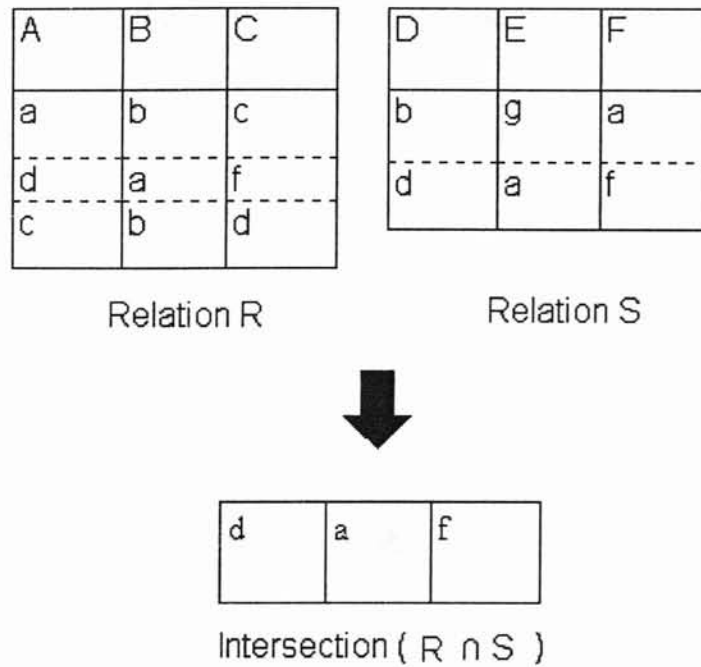 A B C D E F
a b c b g a
d a f d a f
c b d
Relation R Relation S
d a f
Intersection ( R ∩ S )